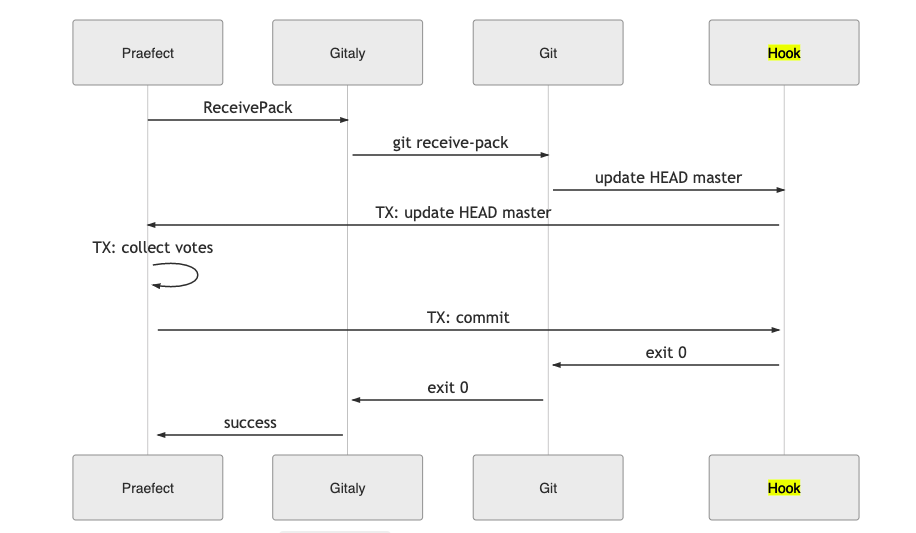 Praefect
Gitaly
Git
Hook
ReceivePack
git receive-pack
update HEAD master
TX: update HEAD master
TX: collect votes
TX: commit
exit 0
exit 0
success
Praefect
Gitaly
Git
Hook